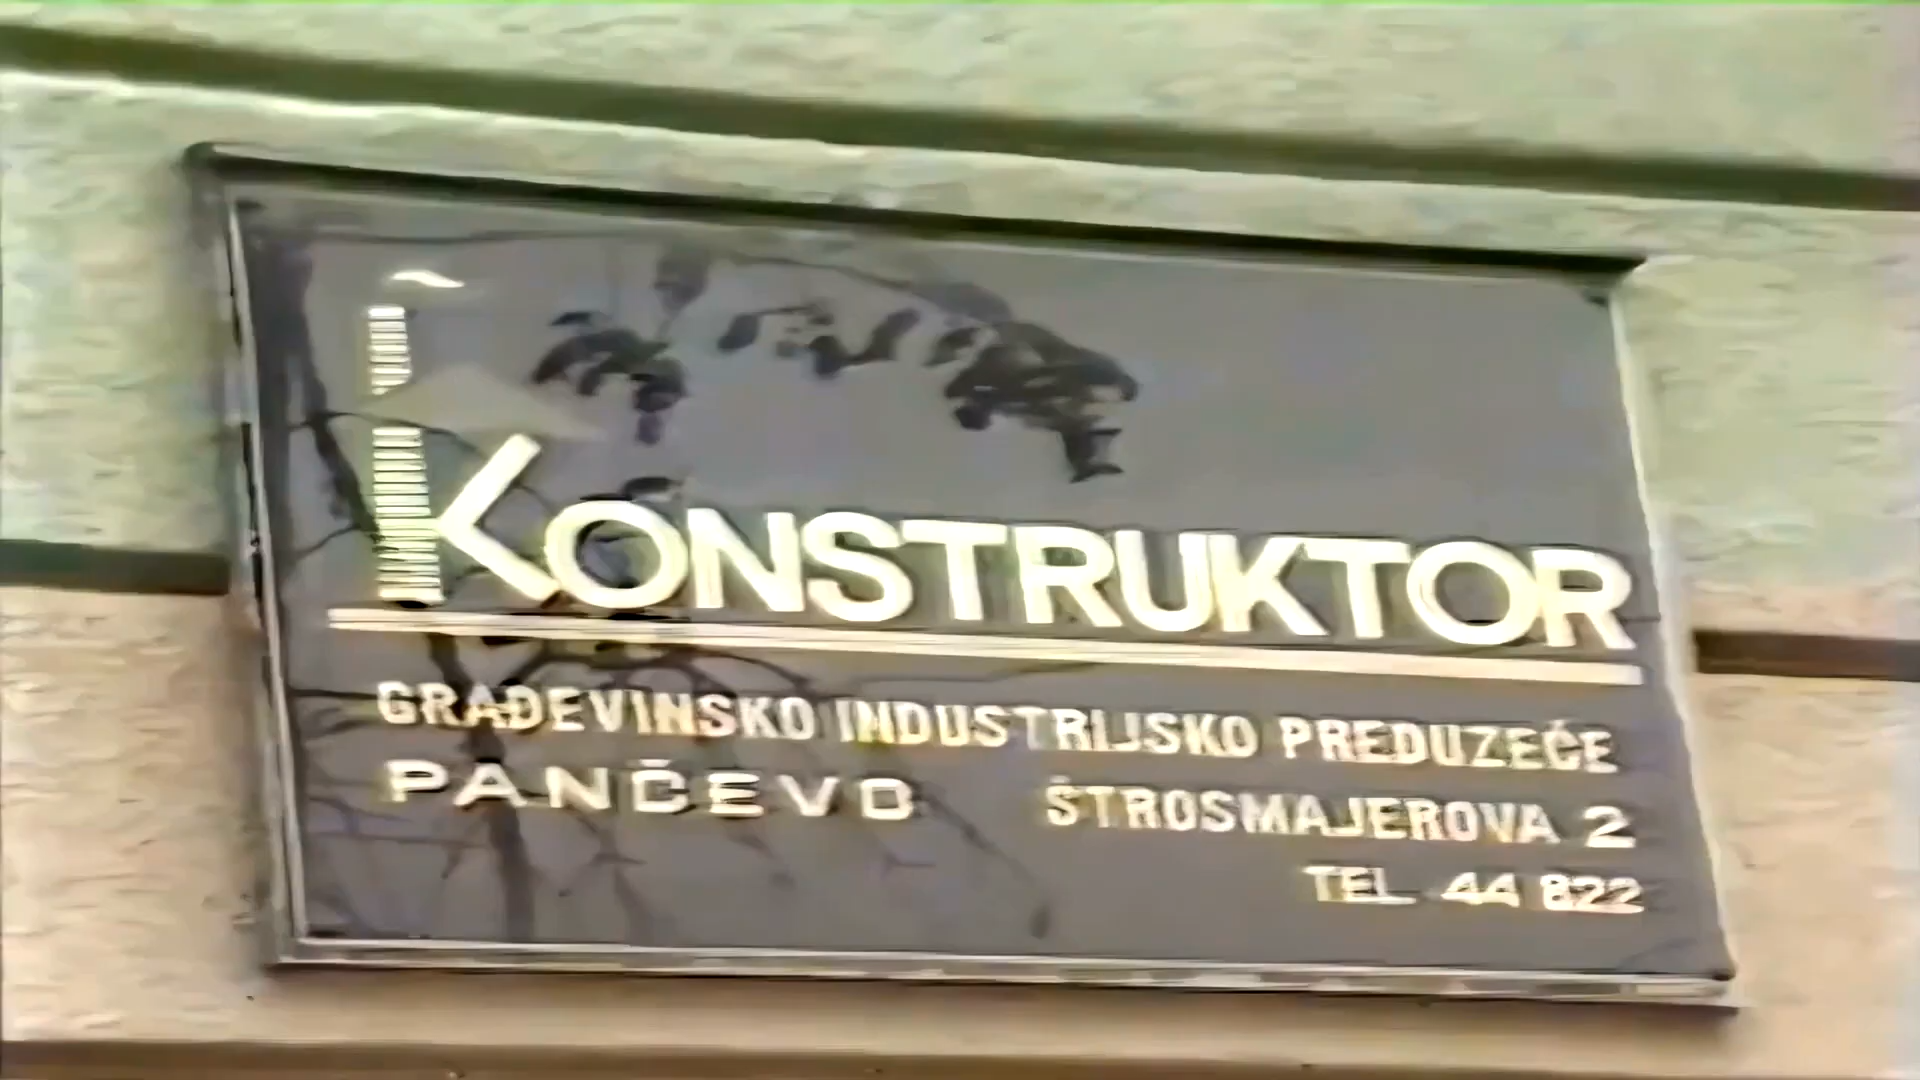 KONSTRUKTOR
GRAĐEVINSKO INDUSTRIJSKO PREDUZEĆE
PANČEVO ŠTROSMAJEROVA 2
TEL 44 822